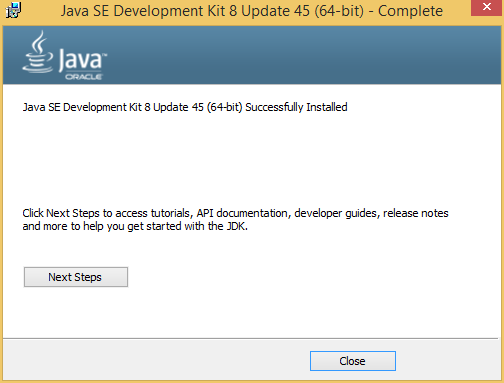 Java SE Development Kit 8 Update 45 (64-bit) - Complete
Java
ORACLE
Java SE Development Kit 8 Update 45 (64-bit) Successfully Installed
Click Next Steps to access tutorials, API documentation, developer guides, release notes
and more to help you get started with the JDK.
Next Steps
Close